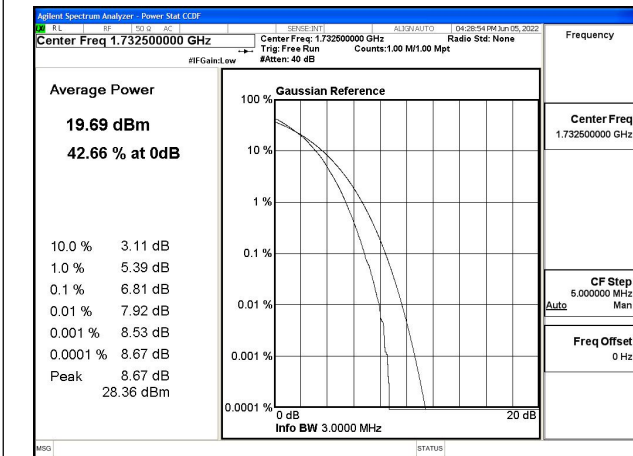 Agilent Spectrum Analyzer - Power Stat CCDF
RL RF 50 Ω AC SENSE:INT ALIGNAUTO 04:28:54 PM Jun 05, 2022
Center Freq 1.732500000 GHz
Center Freq: 1.732500000 GHz Radio Std: None
Trig: Free Run Counts:1.00 M/1.00 Mpt
#IFGain:Low #Atten: 40 dB
Frequency
Center Freq
1.732500000 GHz
CF Step
5.000000 MHz
Auto Man
Freq Offset
0 Hz
Average Power
19.69 dBm
42.66 % at 0dB
10.0 % 3.11 dB
1.0 % 5.39 dB
0.1 % 6.81 dB
0.01 % 7.92 dB
0.001 % 8.53 dB
0.0001 % 8.67 dB
Peak 8.67 dB
28.36 dBm
Gaussian Reference
100 %
10 %
1 %
0.1 %
0.01 %
0.001 %
0.0001 %
0 dB 20 dB
Info BW 3.0000 MHz
MSG STATUS